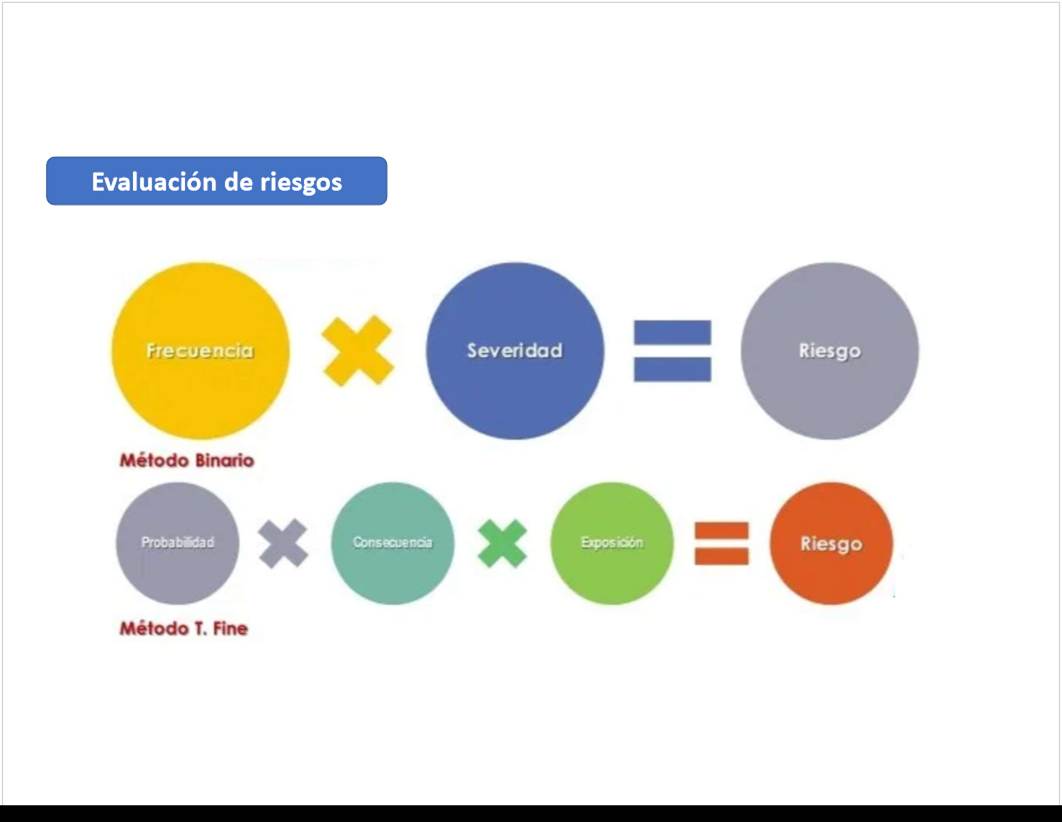 Evaluación de riesgos
Frecuencia
Severidad
Riesgo
Método Binario
Probabilidad
Consecuencia
Exposición
Riesgo
Método T. Fine